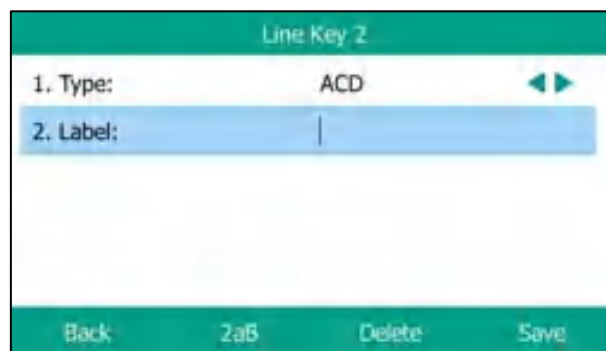 Line Key 2
1. Type: ACD
2. Label:
Back 2aB Delete Save